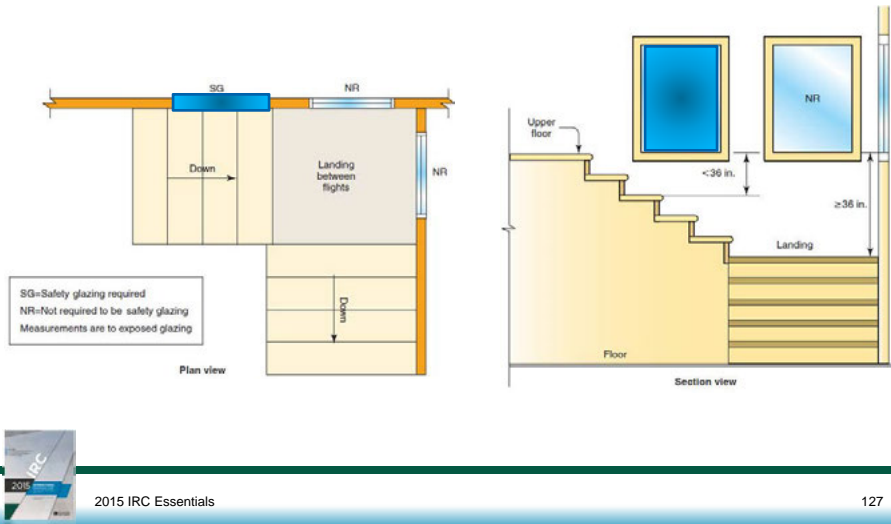 SG
NR
Down
Landing
between
flights
NR
Down
SG=Safety glazing required
NR=Not required to be safety glazing
Measurements are to exposed glazing
Plan view
NR
Upper
floor
<36 in.
≥36 in.
Landing
Floor
Section view
2015
IRC
2015 IRC Essentials
127